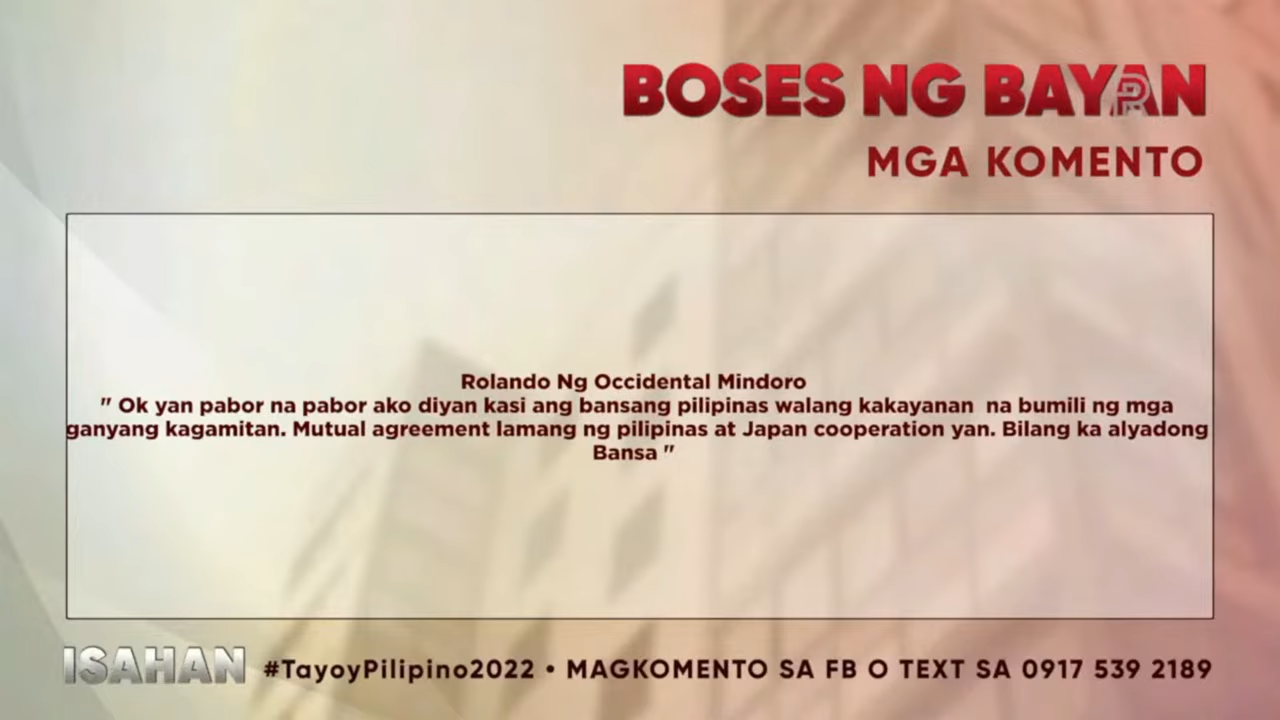 BOSES NG BAYAN
MGA KOMENTO
Rolando Ng Occidental Mindoro
" Ok yan pabor na pabor ako diyan kasi ang bansang pilipinas walang kakayanan  na bumili ng mga
ganyang kagamitan. Mutual agreement lamang ng pilipinas at Japan cooperation yan. Bilang ka alyadong
Bansa "
ISAHAN #TayoyPilipino2022 • MAGKOMENTO SA FB O TEXT SA 0917 539 2189